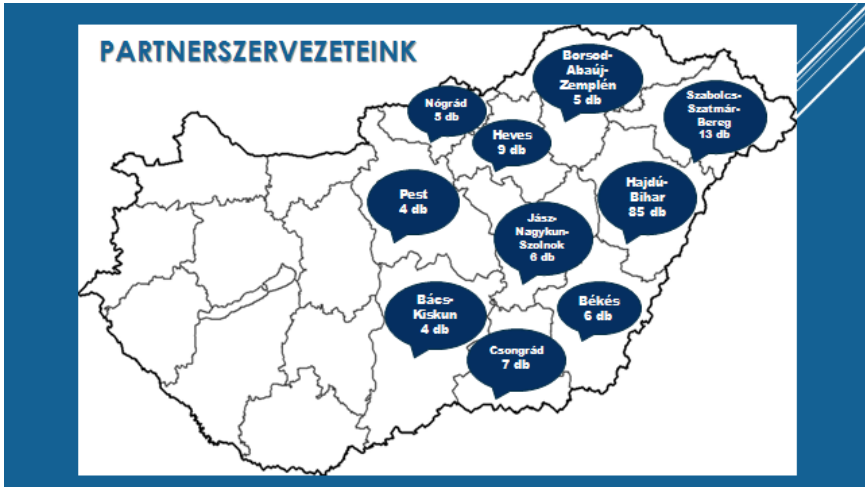 PARTNERSZERVEZETEINK
Borsod-
Abaúj-
Zemplén
5 db
Szabolcs-
Szatmár-
Bereg
13 db
Nógrád
5 db
Heves
9 db
Hajdú-
Bihar
85 db
Pest
4 db
Jász-
Nagykun-
Szolnok
6 db
Bács-
Kiskun
4 db
Békés
6 db
Csongrád
7 db